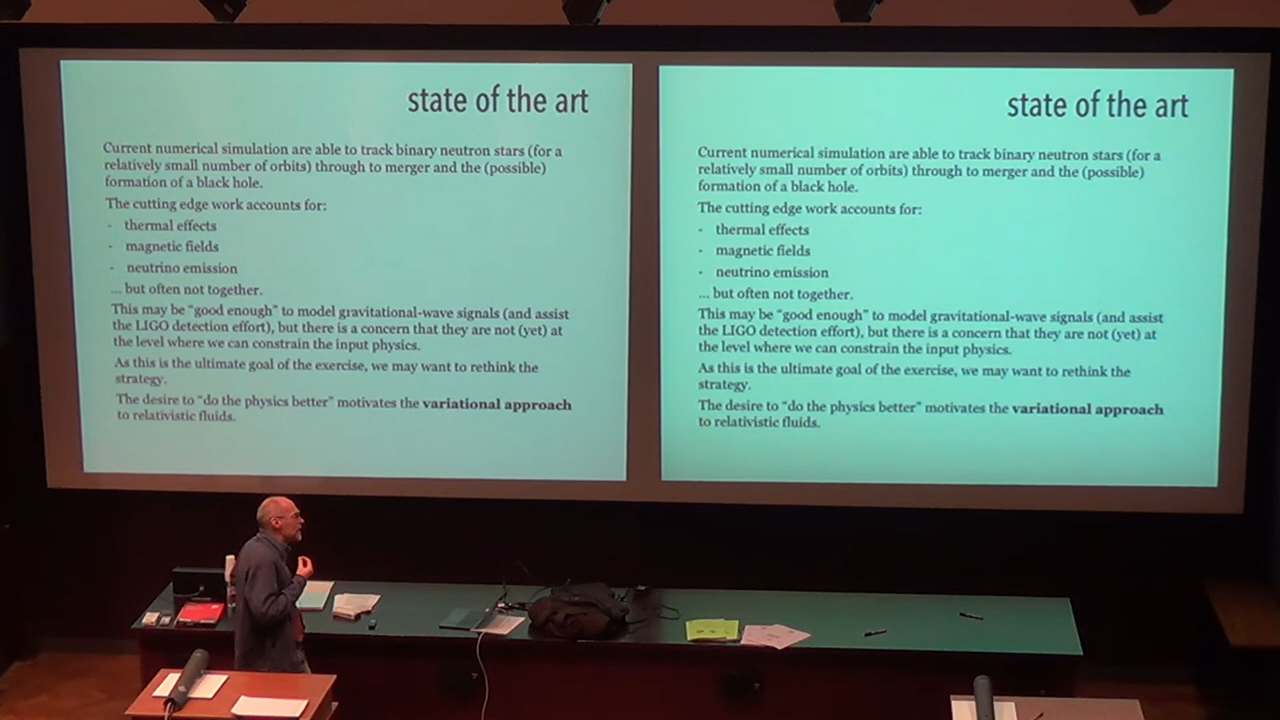 state of the art
Current numerical simulation are able to track binary neutron stars (for a
relatively small number of orbits) through to merger and the (possible)
formation of a black hole.
The cutting edge work accounts for:
- thermal effects
- magnetic fields
- neutrino emission
... but often not together.
This may be “good enough” to model gravitational-wave signals (and assist
the LIGO detection effort), but there is a concern that they are not (yet) at
the level where we can constrain the input physics.
As this is the ultimate goal of the exercise, we may want to rethink the
strategy.
The desire to “do the physics better” motivates the variational approach
to relativistic fluids.
state of the art
Current numerical simulation are able to track binary neutron stars (for a
relatively small number of orbits) through to merger and the (possible)
formation of a black hole.
The cutting edge work accounts for:
- thermal effects
- magnetic fields
- neutrino emission
... but often not together.
This may be “good enough” to model gravitational-wave signals (and assist
the LIGO detection effort), but there is a concern that they are not (yet) at
the level where we can constrain the input physics.
As this is the ultimate goal of the exercise, we may want to rethink the
strategy.
The desire to “do the physics better” motivates the variational approach
to relativistic fluids.